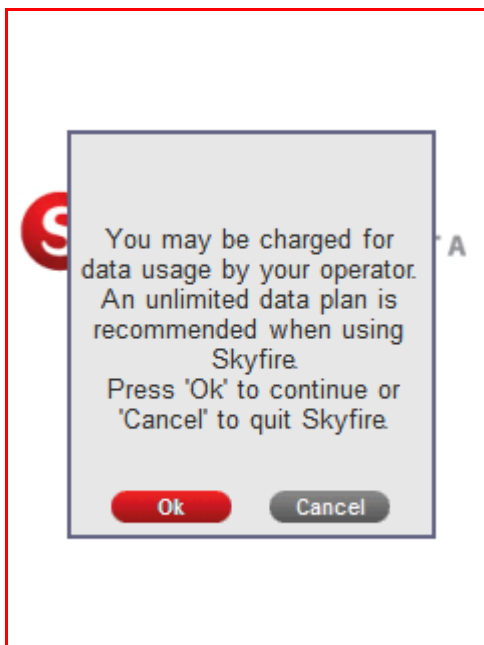 S
You may be charged for
data usage by your operator.
An unlimited data plan is
recommended when using
Skyfire.
Press 'Ok' to continue or
'Cancel' to quit Skyfire.
Ok Cancel